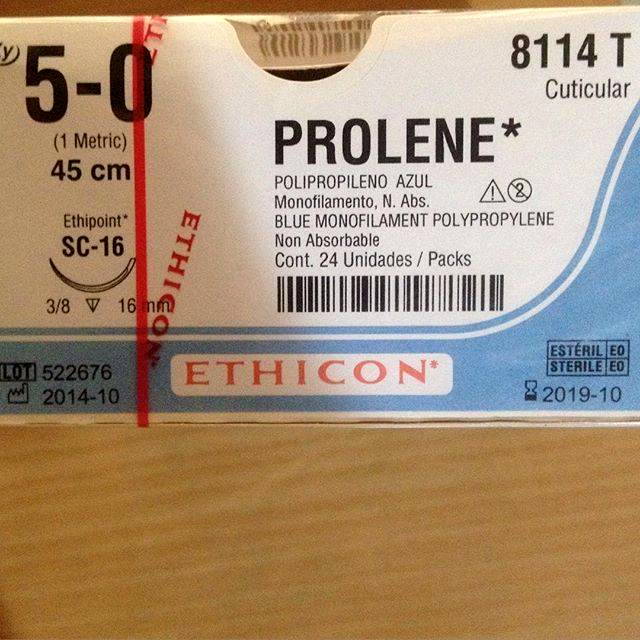 5-0
(1 Metric)
45 cm
Ethipoint*
SC-16
3/8 16 mm
LOT 522676
2014-10
ETHICON*
8114 T
Cuticular
PROLENE*
POLIPROPILENO AZUL
Monofilamento, N. Abs.
BLUE MONOFILAMENT POLYPROPYLENE
Non Absorbable
Cont. 24 Unidades / Packs
ETHICON*
ESTÉRIL EO
STERILE EO
2019-10